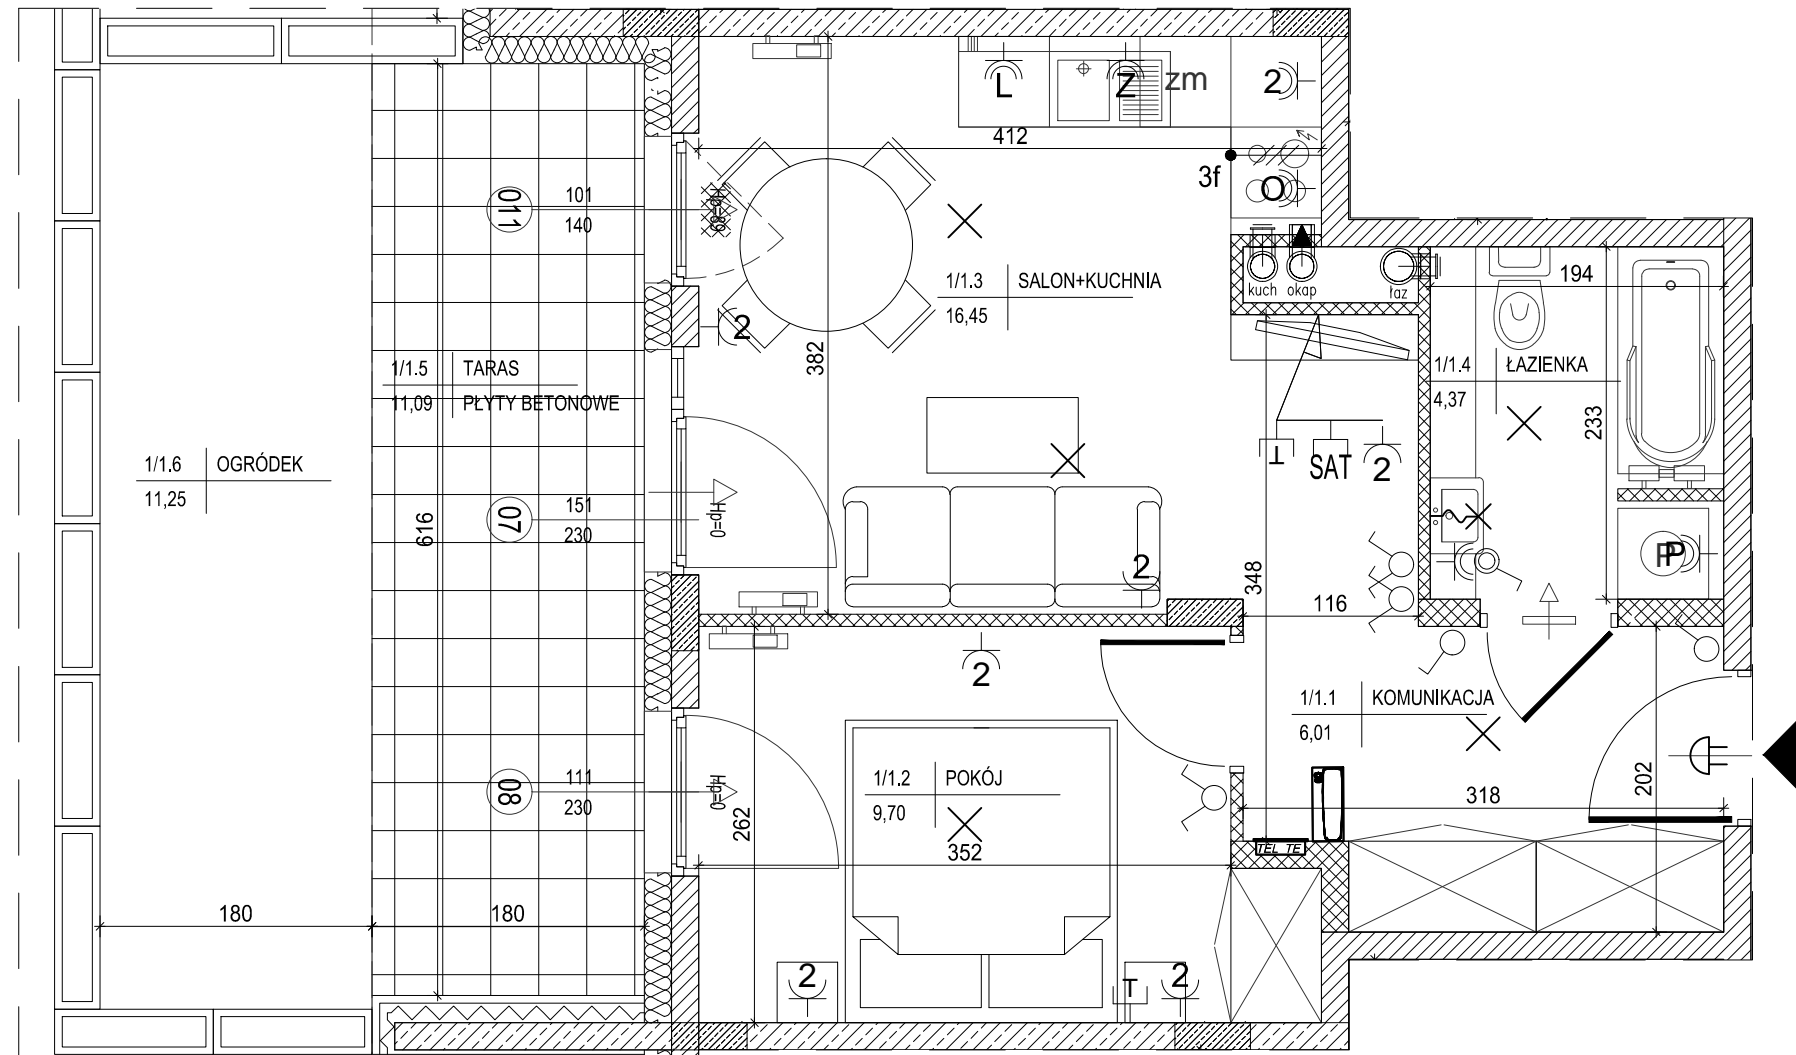 L
Z
zm
2
412
3f
O
011
101
140
Hp=89
1/1.3 SALON+KUCHNIA
16,45
kuch okap
łaz
194
2
382
1/1.5 TARAS
11,09 PŁYTY BETONOWE
1/1.4 ŁAZIENKA
4,37
233
1/1.6 OGRÓDEK
11,25
T
SAT
2
616
07
151
230
Hp=0
2
P
P
348
116
2
1/1.1 KOMUNIKACJA
6,01
08
111
230
Hp=0
262
1/1.2 POKÓJ
9,70
352
318
202
TEL TE
180
180
2
T
2